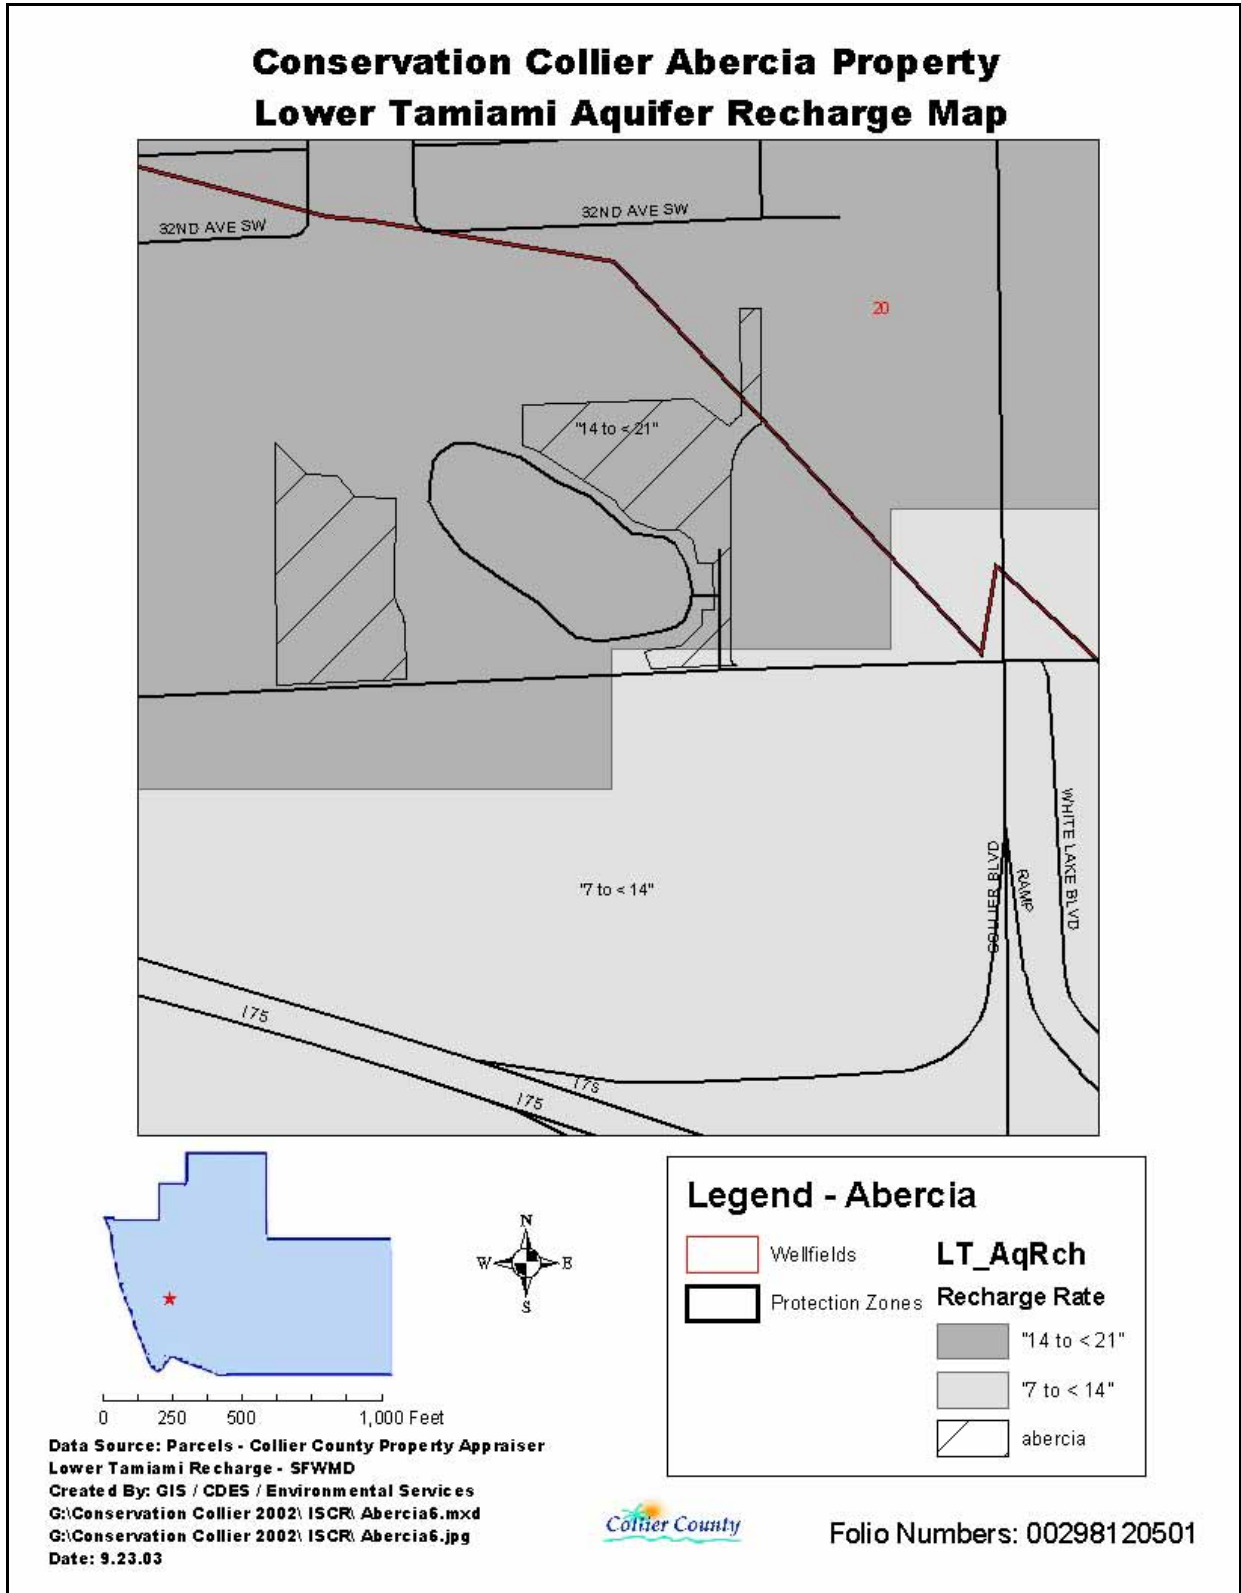 Conservation Collier Abercia Property
Lower Tamiami Aquifer Recharge Map
32ND AVE SW
32ND AVE SW
20
"14 to < 21"
"7 to < 14"
COLLIER BLVD
RAMP
WHITE LAKE BLVD
I75
I75
I75
N
W E
S
0 250 500 1,000 Feet
Legend - Abercia
Wellfields
Protection Zones
LT_AqRch
Recharge Rate
"14 to < 21"
"7 to < 14"
abercia
Data Source: Parcels - Collier County Property Appraiser
Lower Tamiami Recharge - SFWMD
Created By: GIS / CDES / Environmental Services
G:\Conservation Collier 2002\ ISCR\ Abercia6.mxd
G:\Conservation Collier 2002\ ISCR\ Abercia6.jpg
Date: 9.23.03
Collier County
Folio Numbers: 00298120501